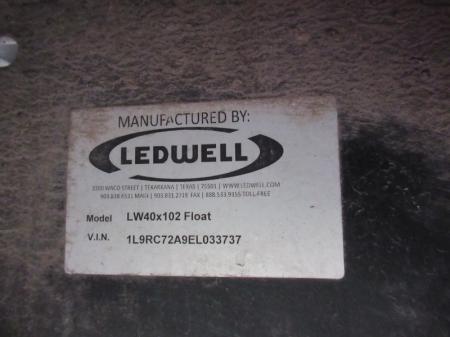 MANUFACTURED BY:
LEDWELL
3300 WACO STREET | TEXARKANA | TEXAS | 75501 | WWW.LEDWELL.COM
903.838.6531 MAIN | 903.831.2719 FAX | 888.533.9355 TOLL-FREE
Model LW40x102 Float
V.I.N. 1L9RC72A9EL033737